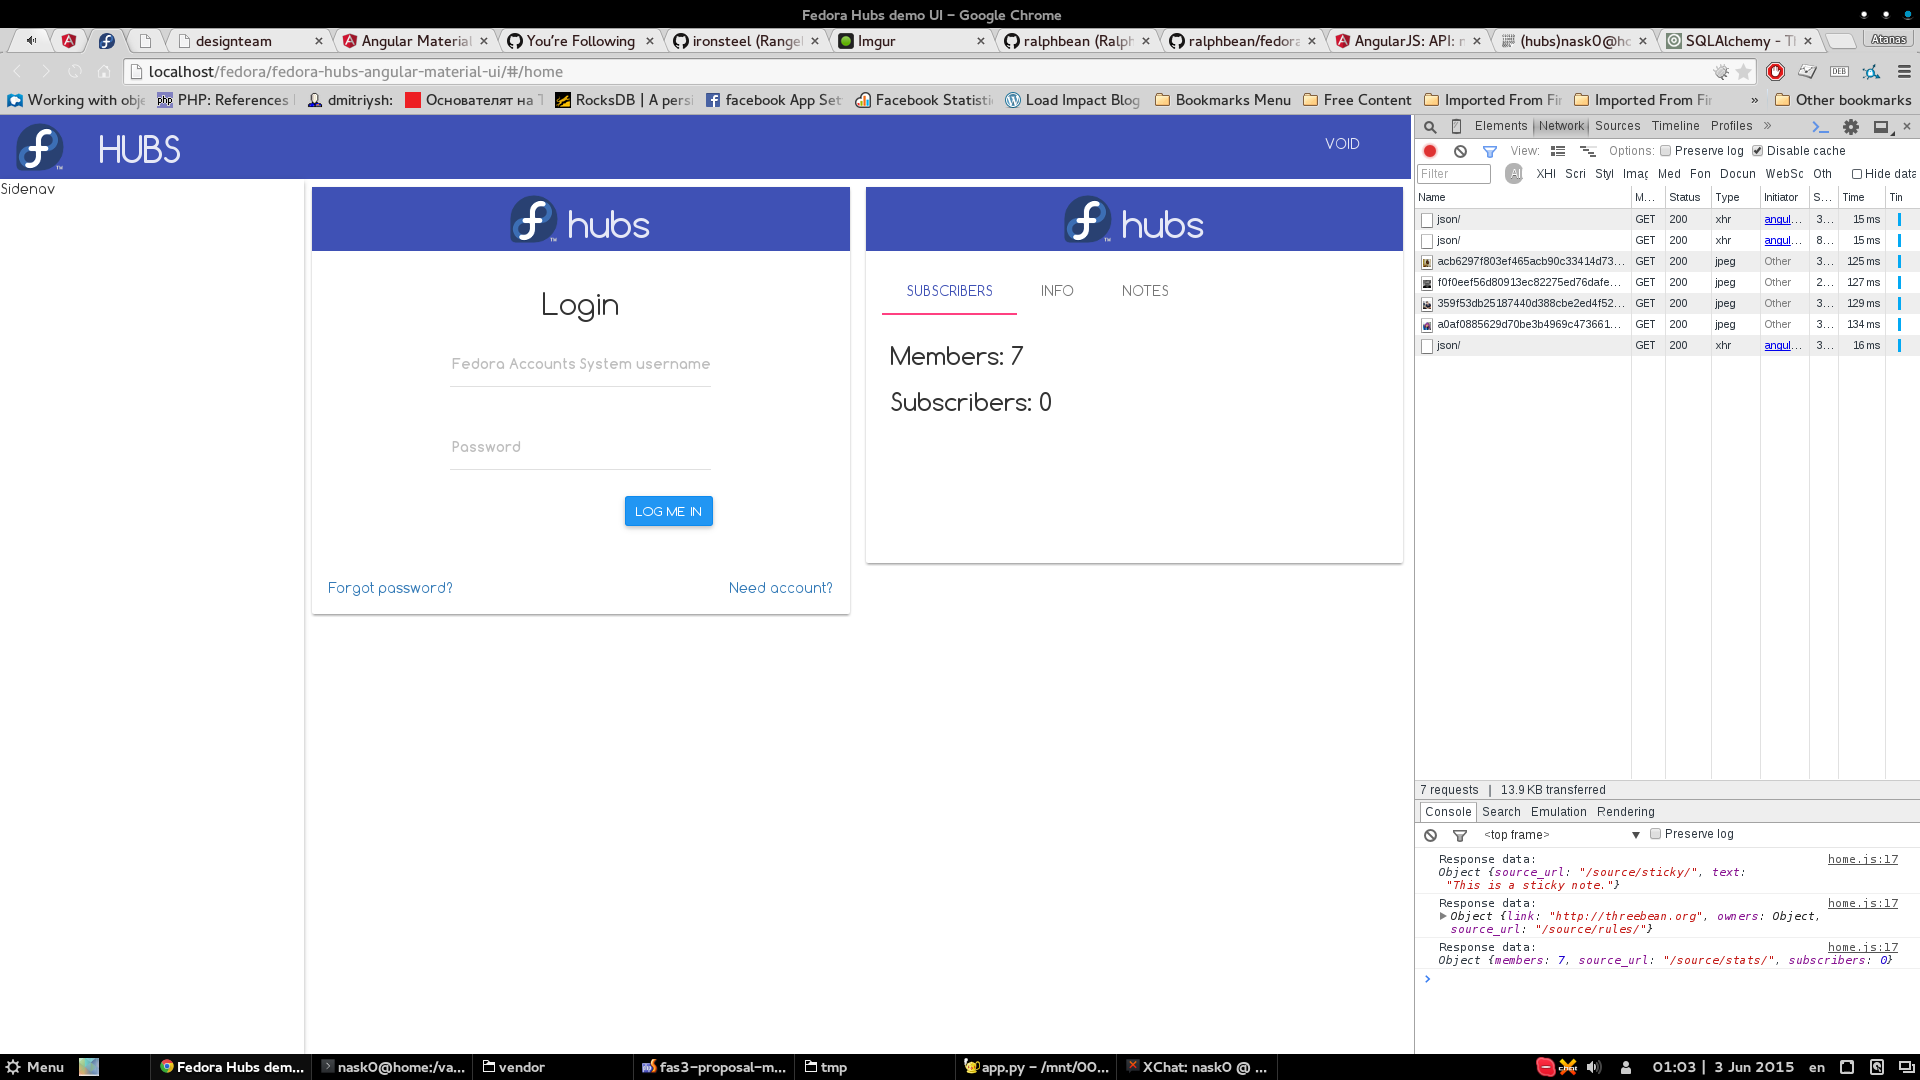 Fedora Hubs demo UI - Google Chrome
designteam
Angular Material
You're Following
ironsteel (Range
Imgur
ralphbean (Ralph
ralphbean/fedora
AngularJS: API: n
(hubs)nask0@ho
SQLAlchemy - Th
Atanas
localhost/fedora/fedora-hubs-angular-material-ui/#/home
Working with obje
PHP: References
dmitriysh:
Основателят на Т
RocksDB | A persi
facebook App Set
Facebook Statisti
Load Impact Blog
Bookmarks Menu
Free Content
Imported From Fir
Imported From Fir
»
Other bookmarks
HUBS
VOID
Sidenav
hubs
Login
Fedora Accounts System username
Password
LOG ME IN
Forgot password?
Need account?
hubs
SUBSCRIBERS INFO NOTES
Members: 7
Subscribers: 0
Elements Network Sources Timeline Profiles »
View: Options: Preserve log Disable cache
Filter All XHR Scri Styl Imag Med Fon Docun WebSc Oth Hide data
Name M... Status Type Initiator S... Time Tin
json/ GET 200 xhr angul... 3... 15 ms
json/ GET 200 xhr angul... 8... 15 ms
acb6297f803ef465acb90c33414d73... GET 200 jpeg Other 3... 125 ms
f0f0eef56d80913ec82275ed76dafe... GET 200 jpeg Other 2... 127 ms
359f53db25187440d388cbe2ed4f52... GET 200 jpeg Other 3... 129 ms
a0af0885629d70be3b4969c473661... GET 200 jpeg Other 3... 134 ms
json/ GET 200 xhr angul... 3... 16 ms
7 requests | 13.9 KB transferred
Console Search Emulation Rendering
<top frame> ▼ Preserve log
Response data: home.js:17
Object {source_url: "/source/sticky/", text:
"This is a sticky note."}
Response data: home.js:17
Object {link: "http://threebean.org", owners: Object,
source_url: "/source/rules/"}
Response data: home.js:17
Object {members: 7, source_url: "/source/stats/", subscribers: 0}
>
Menu
Fedora Hubs dem...
nask0@home:/va...
vendor
fas3-proposal-m...
tmp
app.py - /mnt/00...
XChat: nask0 @ ...
01:03 | 3 Jun 2015
en